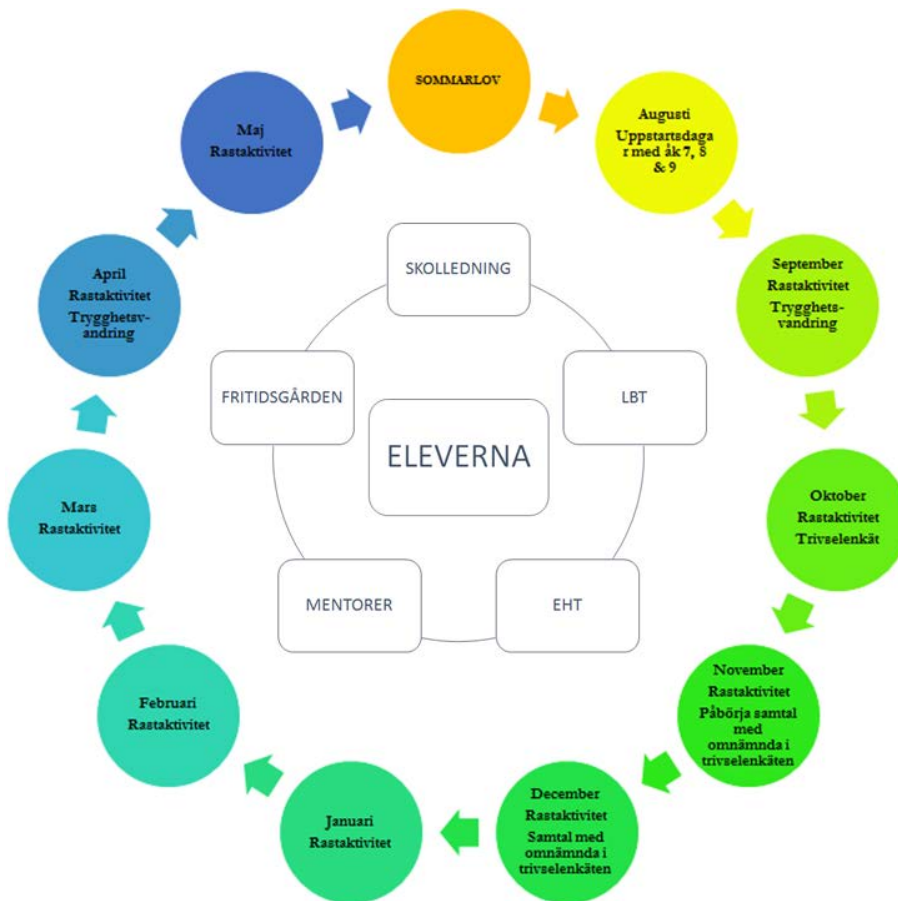 SOMMARLOV
Augusti
Uppstartsdaga
r med åk 7, 8
& 9
September
Rastaktivitet
Trygghets-
vandring
Oktober
Rastaktivitet
Trivselenkät
November
Rastaktivitet
Påbörja samtal
med
omnämnda i
trivselenkäten
December
Rastaktivitet
Samtal med
omnämnda i
trivselenkäten
Januari
Rastaktivitet
Februari
Rastaktivitet
Mars
Rastaktivitet
April
Rastaktivitet
Trygghetsv-
andring
Maj
Rastaktivitet
SKOLLEDNING
LBT
EHT
MENTORER
FRITIDSGÅRDEN
ELEVERNA